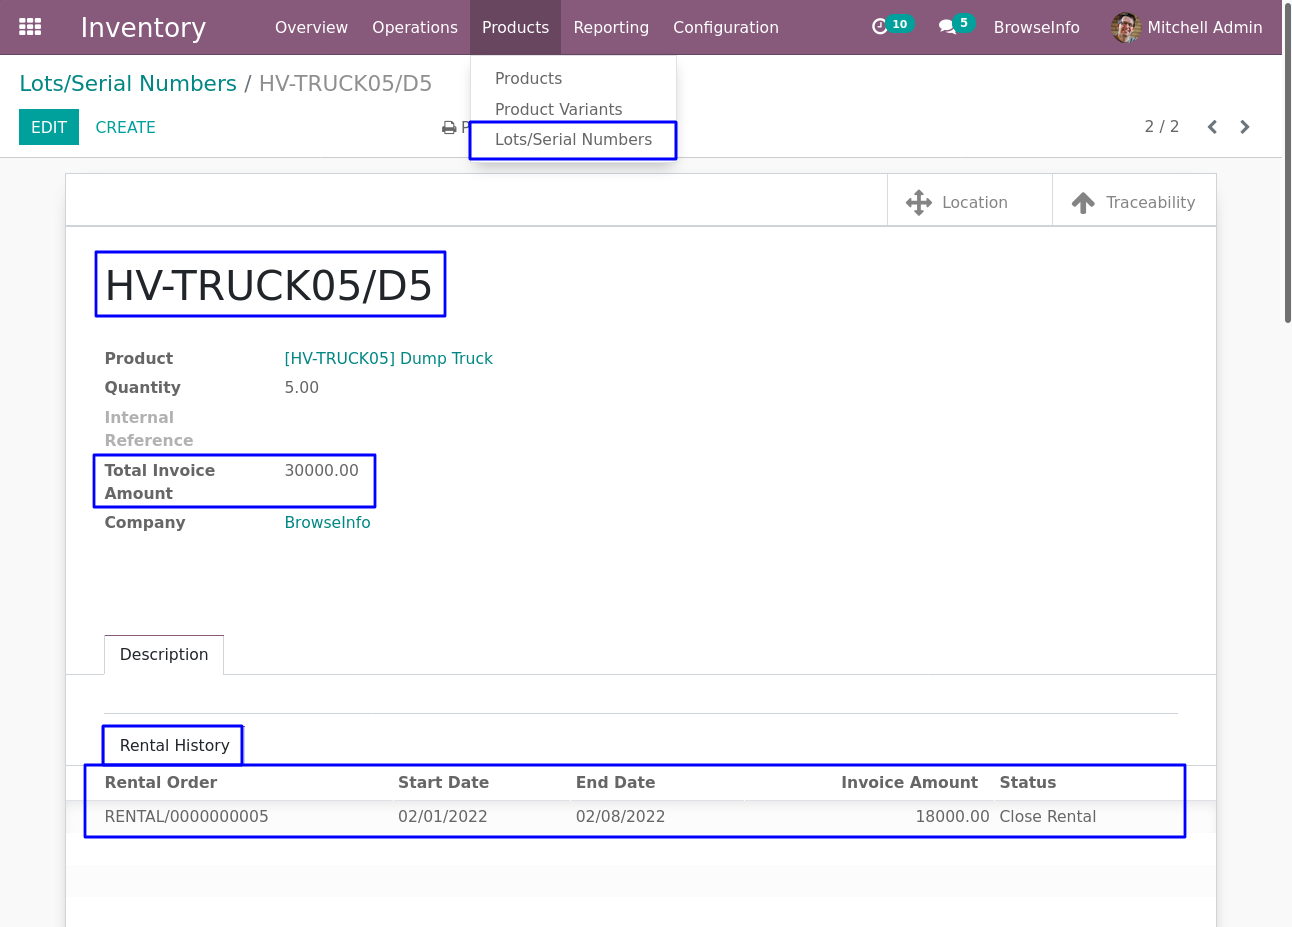 Inventory Overview Operations Products Reporting Configuration 10 5 BrowseInfo Mitchell Admin
Lots/Serial Numbers / HV-TRUCK05/D5
Products
Product Variants
Lots/Serial Numbers
EDIT CREATE P 2 / 2
Location Traceability
HV-TRUCK05/D5
Product [HV-TRUCK05] Dump Truck
Quantity 5.00
Internal
Reference
Total Invoice 30000.00
Amount
Company BrowseInfo
Description
Rental History
Rental Order Start Date End Date Invoice Amount Status
RENTAL/0000000005 02/01/2022 02/08/2022 18000.00 Close Rental